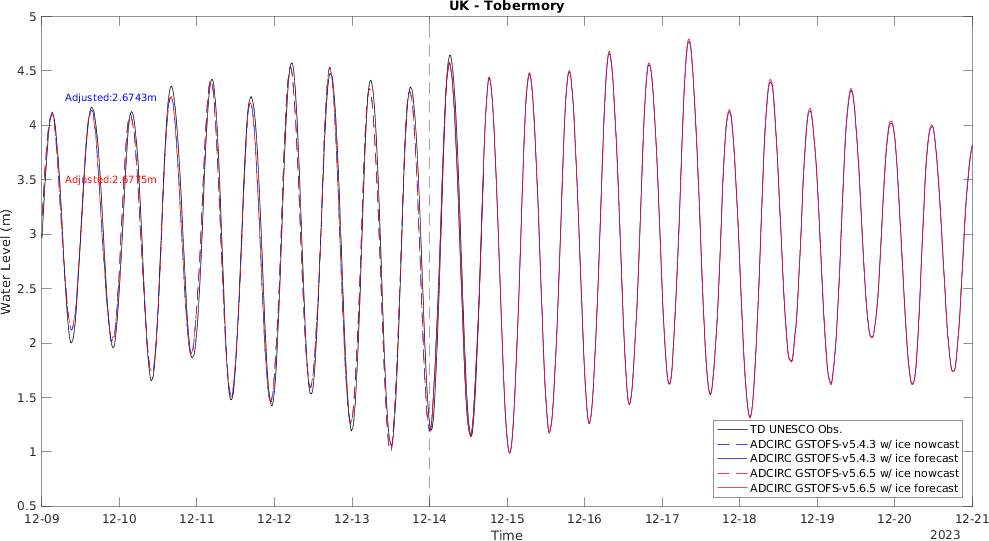 UK - Tobermory
Water Level (m)
5
4.5
4
3.5
3
2.5
2
1.5
1
0.5
Adjusted:2.6743m
Adjusted:2.6775m
TD UNESCO Obs.
ADCIRC GSTOFS-v5.4.3 w/ ice nowcast
ADCIRC GSTOFS-v5.4.3 w/ ice forecast
ADCIRC GSTOFS-v5.6.5 w/ ice nowcast
ADCIRC GSTOFS-v5.6.5 w/ ice forecast
12-09 12-10 12-11 12-12 12-13 12-14 12-15 12-16 12-17 12-18 12-19 12-20 12-21
Time
2023